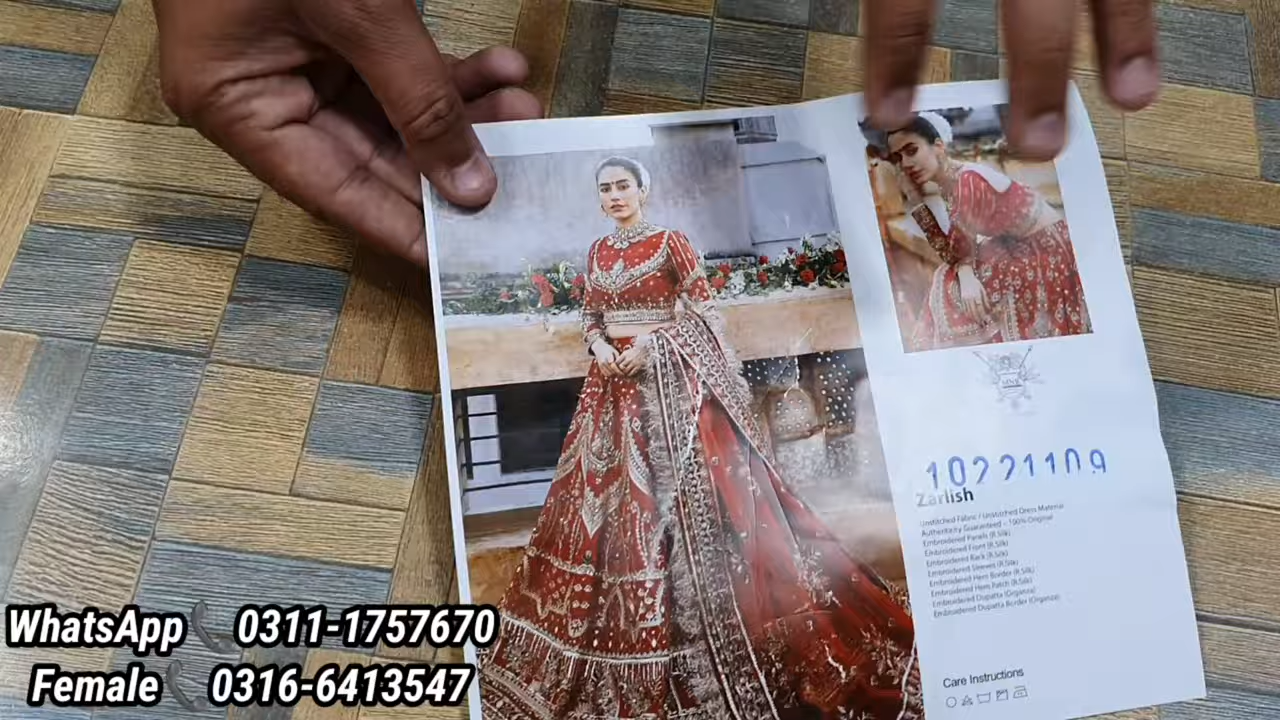 10221109
Zarlish
Unstitched Fabric / Unstitched Dress Material
Authenticity Guaranteed - 100% Original
Embroidered Panels (R.Silk)
Embroidered Front (R.Silk)
Embroidered Back (R.Silk)
Embroidered Sleeves (R.Silk)
Embroidered Hem Border (R.Silk)
Embroidered Hem Patch (R.Silk)
Embroidered Dupatta (Organza)
Embroidered Dupatta Border (Organza)
Care Instructions
WhatsApp 0311-1757670
Female 0316-6413547